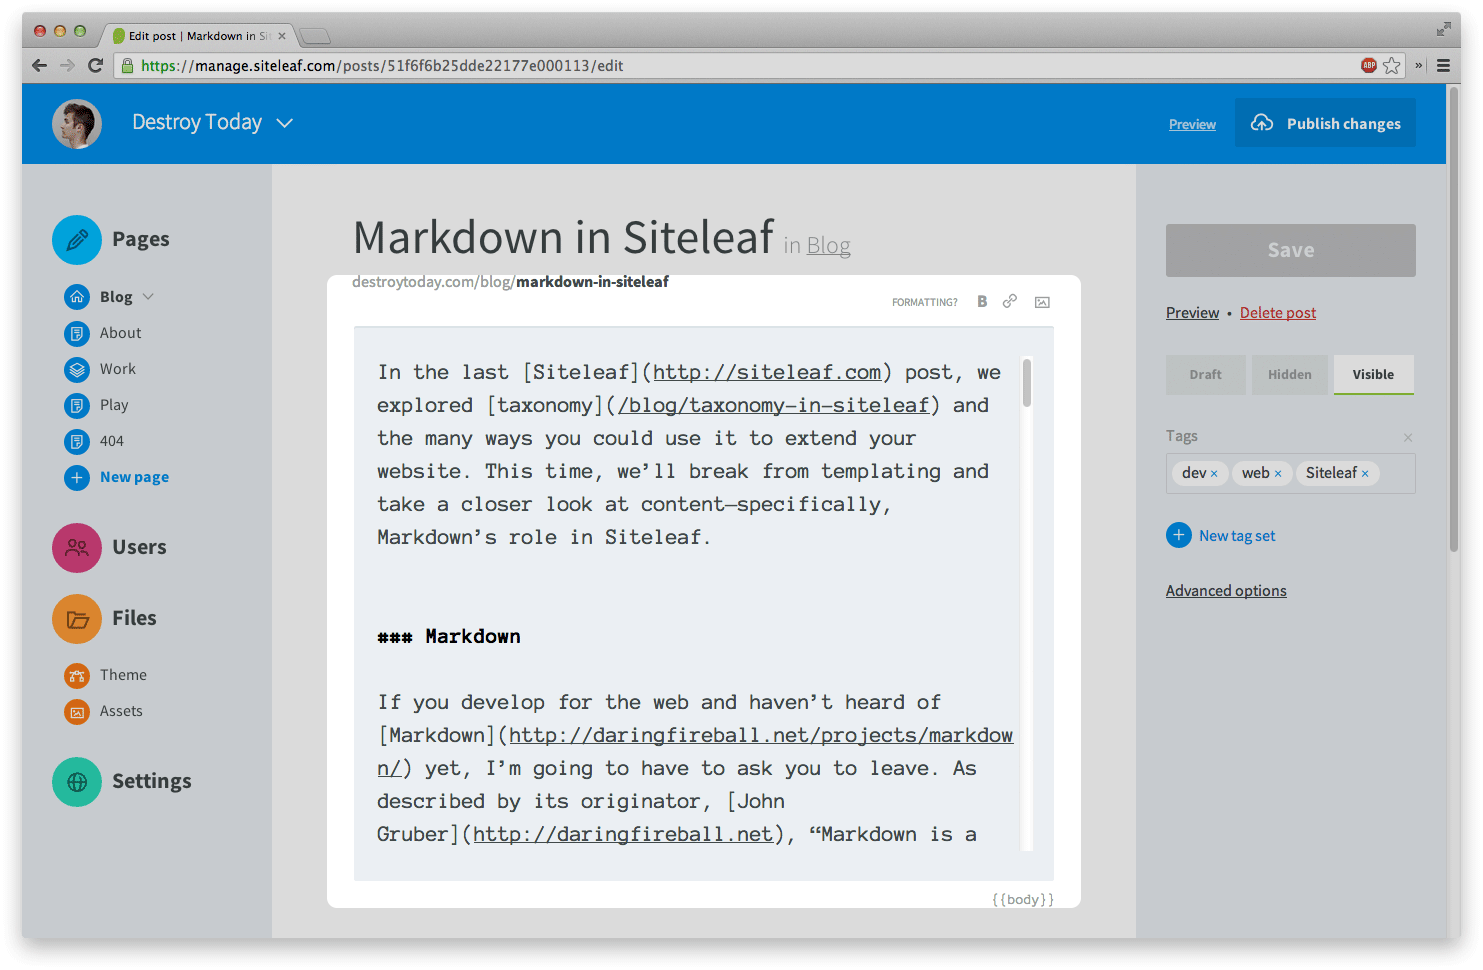 Edit post | Markdown in Sit
https://manage.siteleaf.com/posts/51f6f6b25dde22177e000113/edit
ABP
Destroy Today
Preview
Publish changes
Pages
Blog
About
Work
Play
404
New page
Users
Files
Theme
Assets
Settings
Markdown in Siteleaf in Blog
destroytoday.com/blog/markdown-in-siteleaf
FORMATTING? B
In the last [Siteleaf](http://siteleaf.com) post, we
explored [taxonomy](/blog/taxonomy-in-siteleaf) and
the many ways you could use it to extend your
website. This time, we’ll break from templating and
take a closer look at content—specifically,
Markdown’s role in Siteleaf.
### Markdown
If you develop for the web and haven’t heard of
[Markdown](http://daringfireball.net/projects/markdow
n/) yet, I’m going to have to ask you to leave. As
described by its originator, [John
Gruber](http://daringfireball.net), “Markdown is a
{{body}}
Save
Preview • Delete post
Draft Hidden Visible
Tags ×
dev × web × Siteleaf ×
New tag set
Advanced options